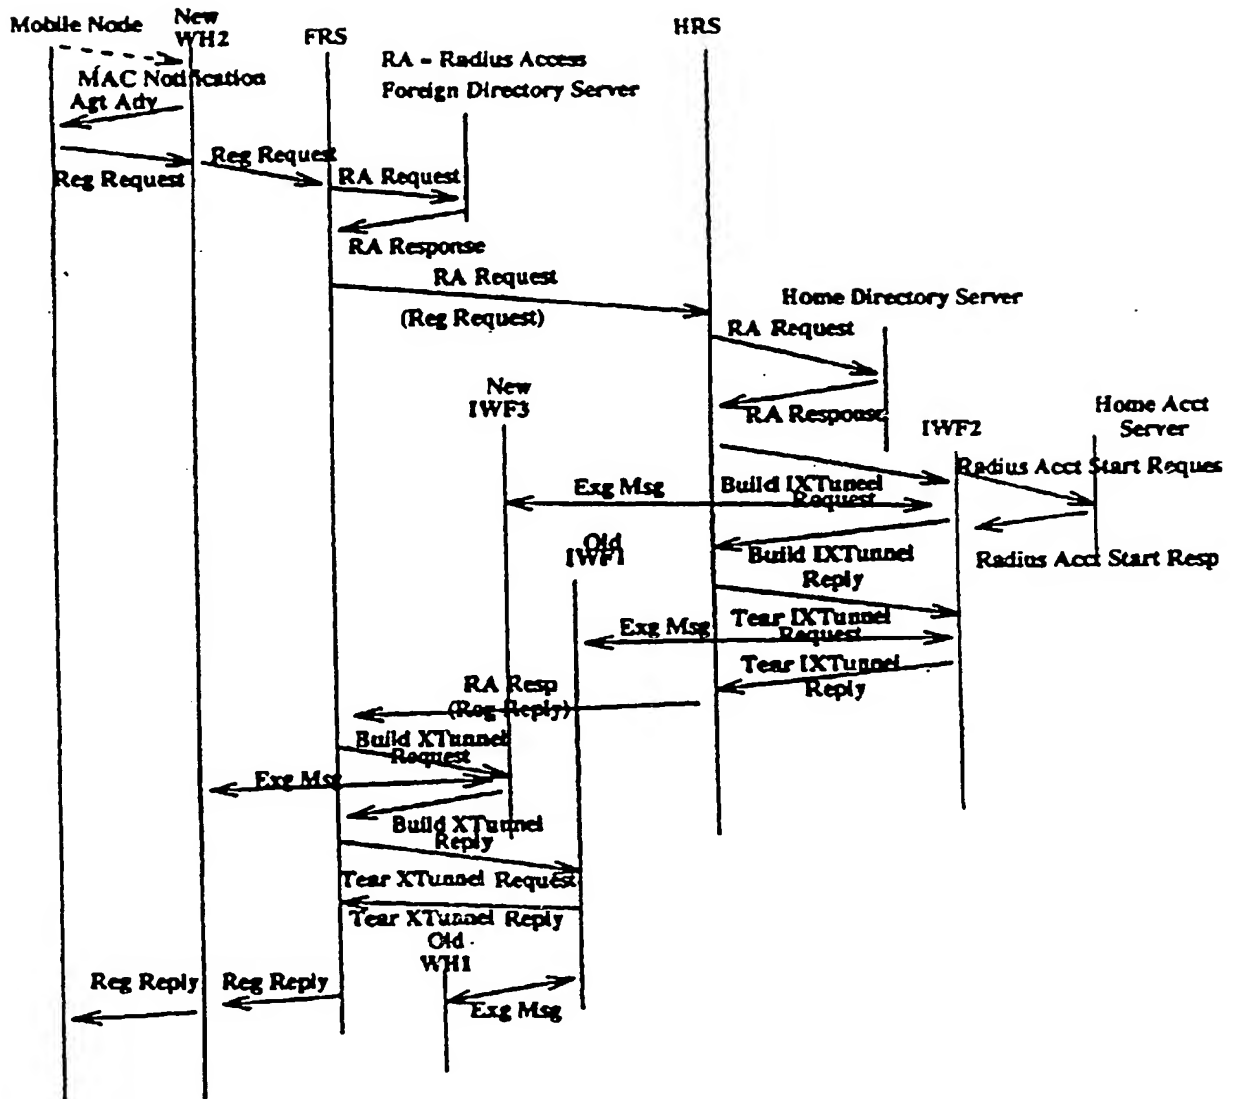 Mobile Node
New
WH2
FRS
HRS
RA - Radius Access
Foreign Directory Server
MAC Notification
Agt Adv
Reg Request
Reg Request
RA Request
RA Response
RA Request
(Reg Request)
Home Directory Server
RA Request
RA Response
New
IWF3
IWF2
Home Acct
Server
Radius Acct Start Reques
Exg Msg
Build IXTunnel
Request
Old
IWF1
Build IXTunnel
Reply
Radius Acct Start Resp
Exg Msg
Tear IXTunnel
Request
Tear IXTunnel
Reply
RA Resp
(Reg Reply)
Build XTunnel
Request
Exg Msg
Build XTunnel
Reply
Tear XTunnel Request
Tear XTunnel Reply
Old
WH1
Reg Reply
Reg Reply
Exg Msg